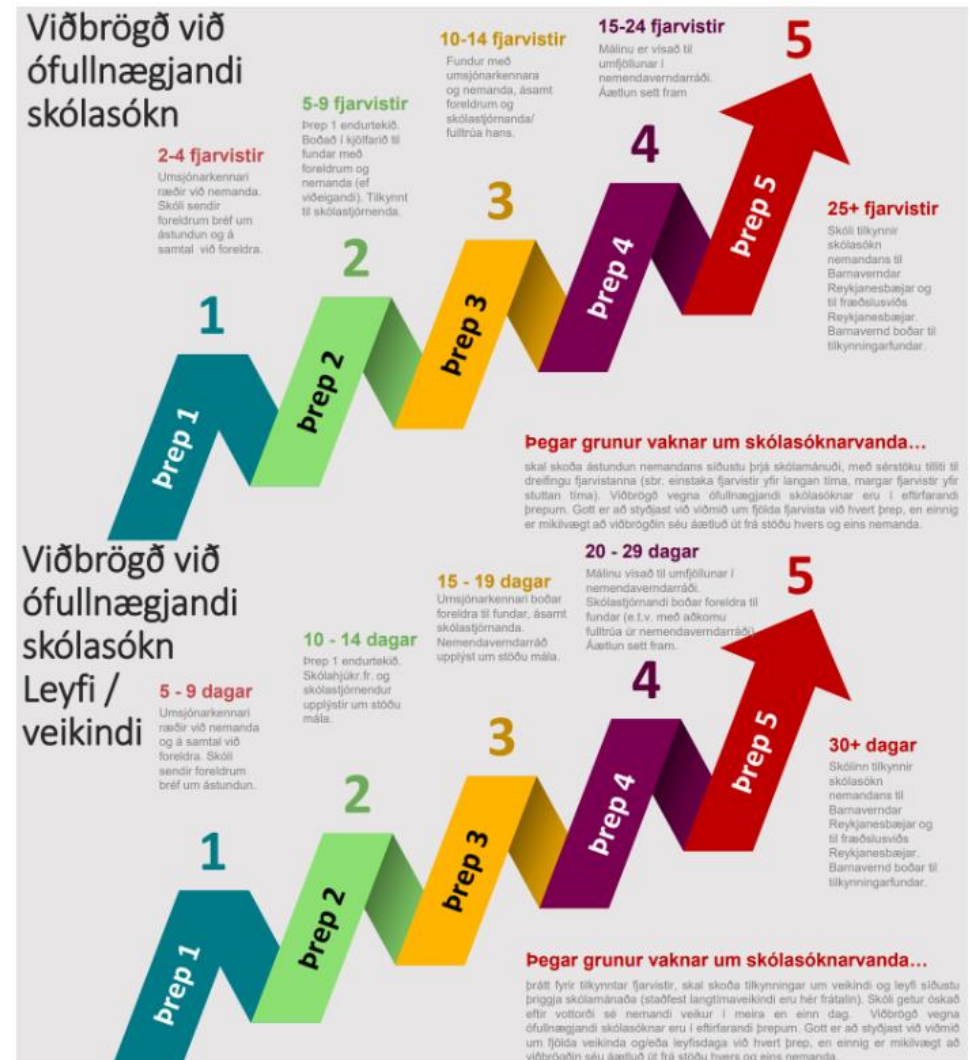 Viðbrögð við
ófullnægjandi
skólasókn
2-4 fjarvistir
Umsjónarkennari
ræðir við nemanda.
Skóli sendir
foreldrum bréf um
ástundun og á
samtal við foreldra.
1
Þrep 1
5-9 fjarvistir
Þrep 1 endurtekið.
Boðað í kjölfarið til
fundar með
foreldrum og
nemanda (ef
viðeigandi). Tilkynnt
til skólastjórnenda.
2
Þrep 2
10-14 fjarvistir
Fundur með
umsjónarkennara
og nemanda, ásamt
foreldrum og
skólastjórnanda/
fulltrúa hans.
3
Þrep 3
15-24 fjarvistir
Málinu er vísað til
umfjöllunar í
nemendaverndarráði.
Áætlun sett fram
4
Þrep 4
5
Þrep 5
25+ fjarvistir
Skóli tilkynnir
skólasókn
nemandans til
Barnaverndar
Reykjanesbæjar og
til fræðslusviðs
Reykjanesbæjar.
Barnavernd boðar til
tilkynningarfundar.
Þegar grunur vaknar um skólasóknarvanda…
skal skoða ástundun nemandans síðustu þrjá skólamánuði, með sérstöku tilliti til
dreifingu fjarvistanna (sbr. einstaka fjarvistir yfir langan tíma, margar fjarvistir yfir
stuttan tíma). Viðbrögð vegna ófullnægjandi skólasóknar eru í eftirfarandi
þrepum. Gott er að styðjast við viðmið um fjölda fjarvista við hvert þrep, en einnig
er mikilvægt að viðbrögðin séu áætluð út frá stöðu hvers og eins nemanda.
Viðbrögð við
ófullnægjandi
skólasókn
Leyfi /
veikindi
5 - 9 dagar
Umsjónarkennari
ræðir við nemanda
og á samtal við
foreldra. Skóli
sendir foreldrum
bréf um ástundun.
1
Þrep 1
10 - 14 dagar
Þrep 1 endurtekið.
Skólahjúkr.fr. og
skólastjórnendur
upplýstir um stöðu
mála.
2
Þrep 2
15 - 19 dagar
Umsjónarkennari boðar
foreldra til fundar, ásamt
skólastjórnanda.
Nemendaverndarráð
upplýst um stöðu mála.
3
Þrep 3
20 - 29 dagar
Málinu vísað til umfjöllunar í
nemendaverndarráði.
Skólastjórnandi boðar foreldra til
fundar (e.t.v. með aðkomu
fulltrúa úr nemendaverndarráði).
Áætlun sett fram.
4
Þrep 4
5
Þrep 5
30+ dagar
Skólinn tilkynnir
skólasókn
nemandans til
Barnaverndar
Reykjanesbæjar og
til fræðslusviðs
Reykjanesbæjar.
Barnavernd boðar til
tilkynningarfundar.
Þegar grunur vaknar um skólasóknarvanda…
þrátt fyrir tilkynntar fjarvistir, skal skoða tilkynningar um veikindi og leyfi síðustu
þriggja skólamánaða (staðfest langtímaveikindi eru hér frátalin). Skóli getur óskað
eftir vottorði sé nemandi veikur í meira en einn dag. Viðbrögð vegna
ófullnægjandi skólasóknar eru í eftirfarandi þrepum. Gott er að styðjast við viðmið
um fjölda veikinda og/eða leyfisdaga við hvert þrep, en einnig er mikilvægt að
viðbrögðin séu áætluð út frá stöðu hvers og eins nemanda.